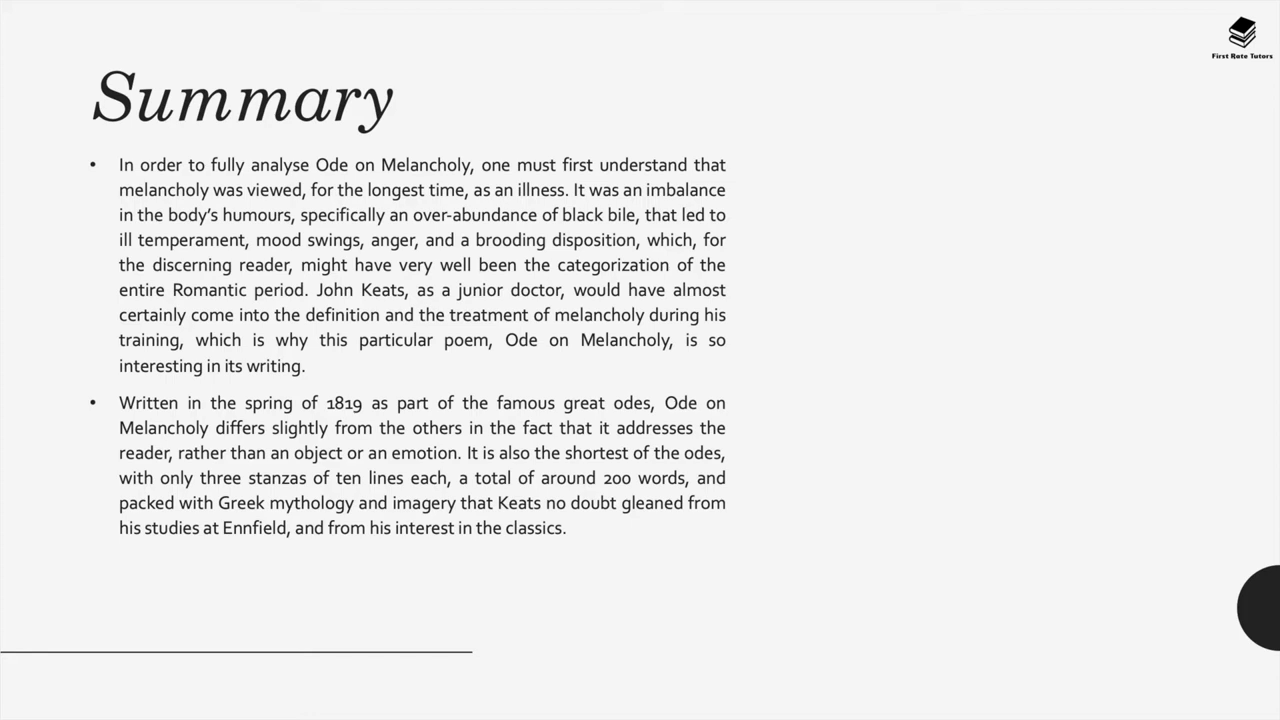 First Rate Tutors
Summary
• In order to fully analyse Ode on Melancholy, one must first understand that
melancholy was viewed, for the longest time, as an illness. It was an imbalance
in the body’s humours, specifically an over-abundance of black bile, that led to
ill temperament, mood swings, anger, and a brooding disposition, which, for
the discerning reader, might have very well been the categorization of the
entire Romantic period. John Keats, as a junior doctor, would have almost
certainly come into the definition and the treatment of melancholy during his
training, which is why this particular poem, Ode on Melancholy, is so
interesting in its writing.
• Written in the spring of 1819 as part of the famous great odes, Ode on
Melancholy differs slightly from the others in the fact that it addresses the
reader, rather than an object or an emotion. It is also the shortest of the odes,
with only three stanzas of ten lines each, a total of around 200 words, and
packed with Greek mythology and imagery that Keats no doubt gleaned from
his studies at Ennfield, and from his interest in the classics.